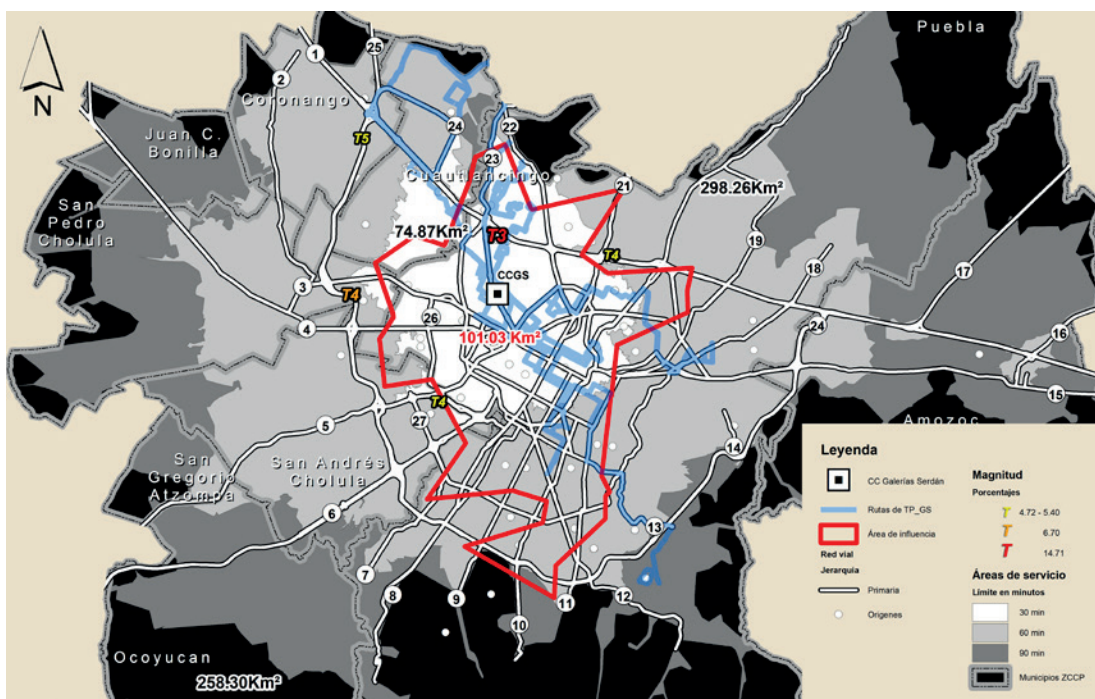 Puebla
1
25
2
Coronango
N
24
22
T5
Juan C.
Bonilla
23
Cuautlancingo
21
298.26Km²
San
Pedro
Cholula
74.87Km²
T3
19
T4
18
17
CCGS
3
T4
26
24
4
101.03 Km²
16
15
T4
27
5
Amozoc
14
San Andrés
Cholula
San
Gregorio
Atzompa
6
13
7
8
9
10
11
12
Ocoyucan
258.30Km²
Leyenda
CC Galerías Serdán
Rutas de TP_GS
Área de influencia
Red vial
Jerarquía
Primaria
Origenes
Magnitud
Porcentajes
T 4.72 - 5.40
T 6.70
T 14.71
Áreas de servicio
Límite en minutos
30 min
60 min
90 min
Municipios ZCCP